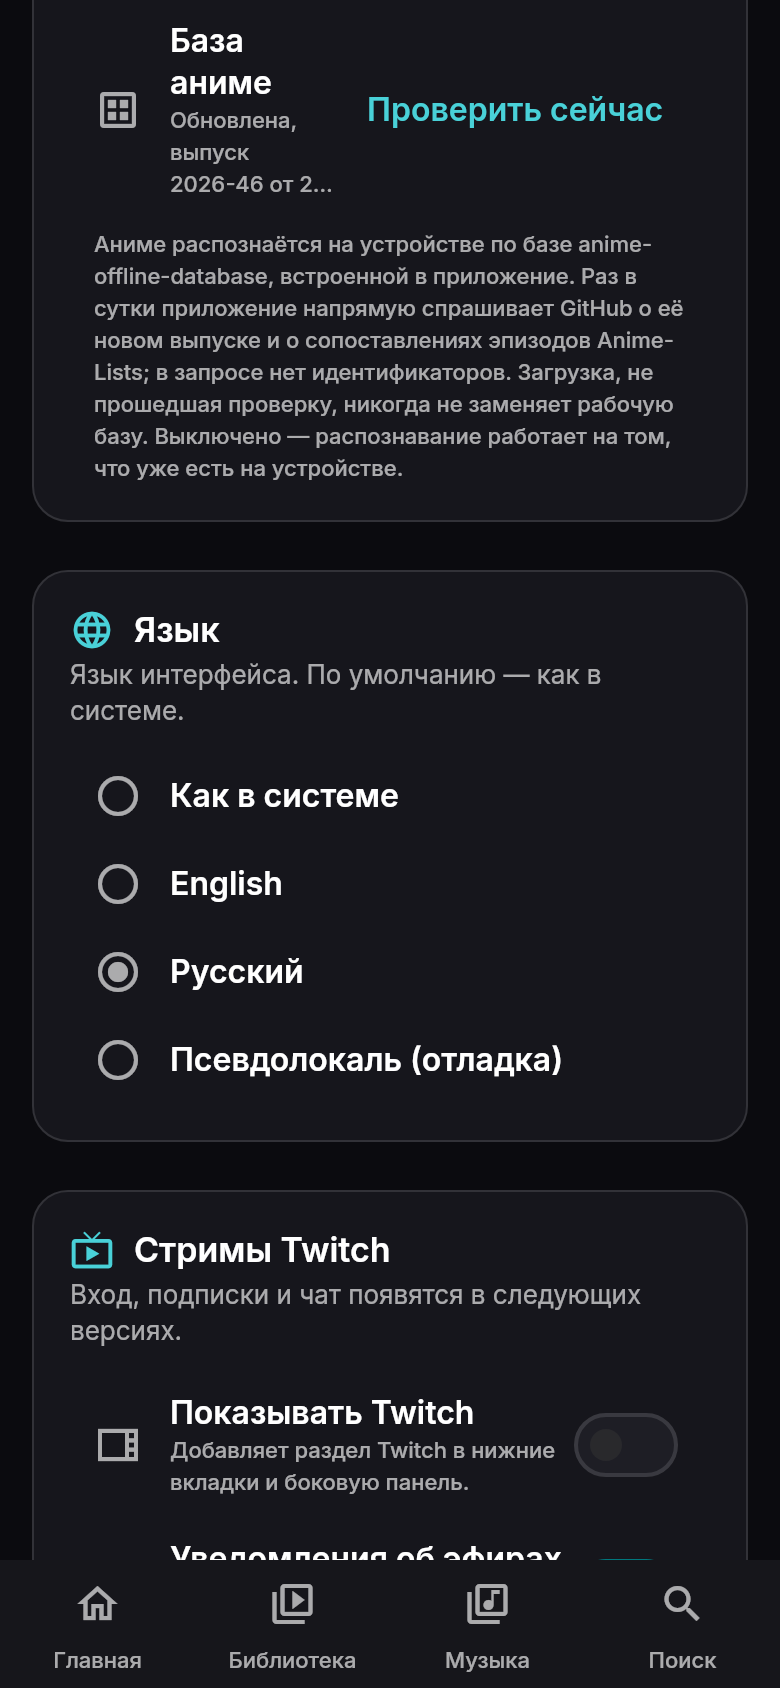 База
аниме
Обновлена,
выпуск
2026-46 от 2...
Проверить сейчас
Аниме распознаётся на устройстве по базе anime-
offline-database, встроенной в приложение. Раз в
сутки приложение напрямую спрашивает GitHub о её
новом выпуске и о сопоставлениях эпизодов Anime-
Lists; в запросе нет идентификаторов. Загрузка, не
прошедшая проверку, никогда не заменяет рабочую
базу. Выключено — распознавание работает на том,
что уже есть на устройстве.
Язык
Язык интерфейса. По умолчанию — как в
системе.
Как в системе
English
Русский
Псевдолокаль (отладка)
Стримы Twitch
Вход, подписки и чат появятся в следующих
версиях.
Показывать Twitch
Добавляет раздел Twitch в нижние
вкладки и боковую панель.
Уведомления об эфирах
Главная
Библиотека
Музыка
Поиск